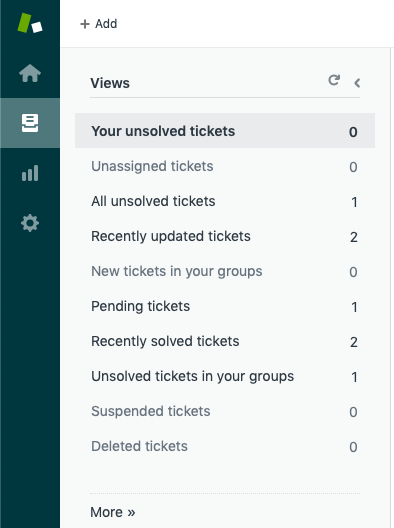 + Add
Views
Your unsolved tickets 0
Unassigned tickets 0
All unsolved tickets 1
Recently updated tickets 2
New tickets in your groups 0
Pending tickets 1
Recently solved tickets 2
Unsolved tickets in your groups 1
Suspended tickets 0
Deleted tickets 0
More »